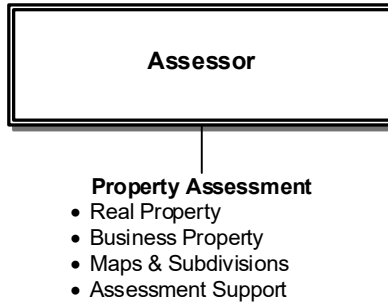 Assessor
Property Assessment
• Real Property
• Business Property
• Maps & Subdivisions
• Assessment Support